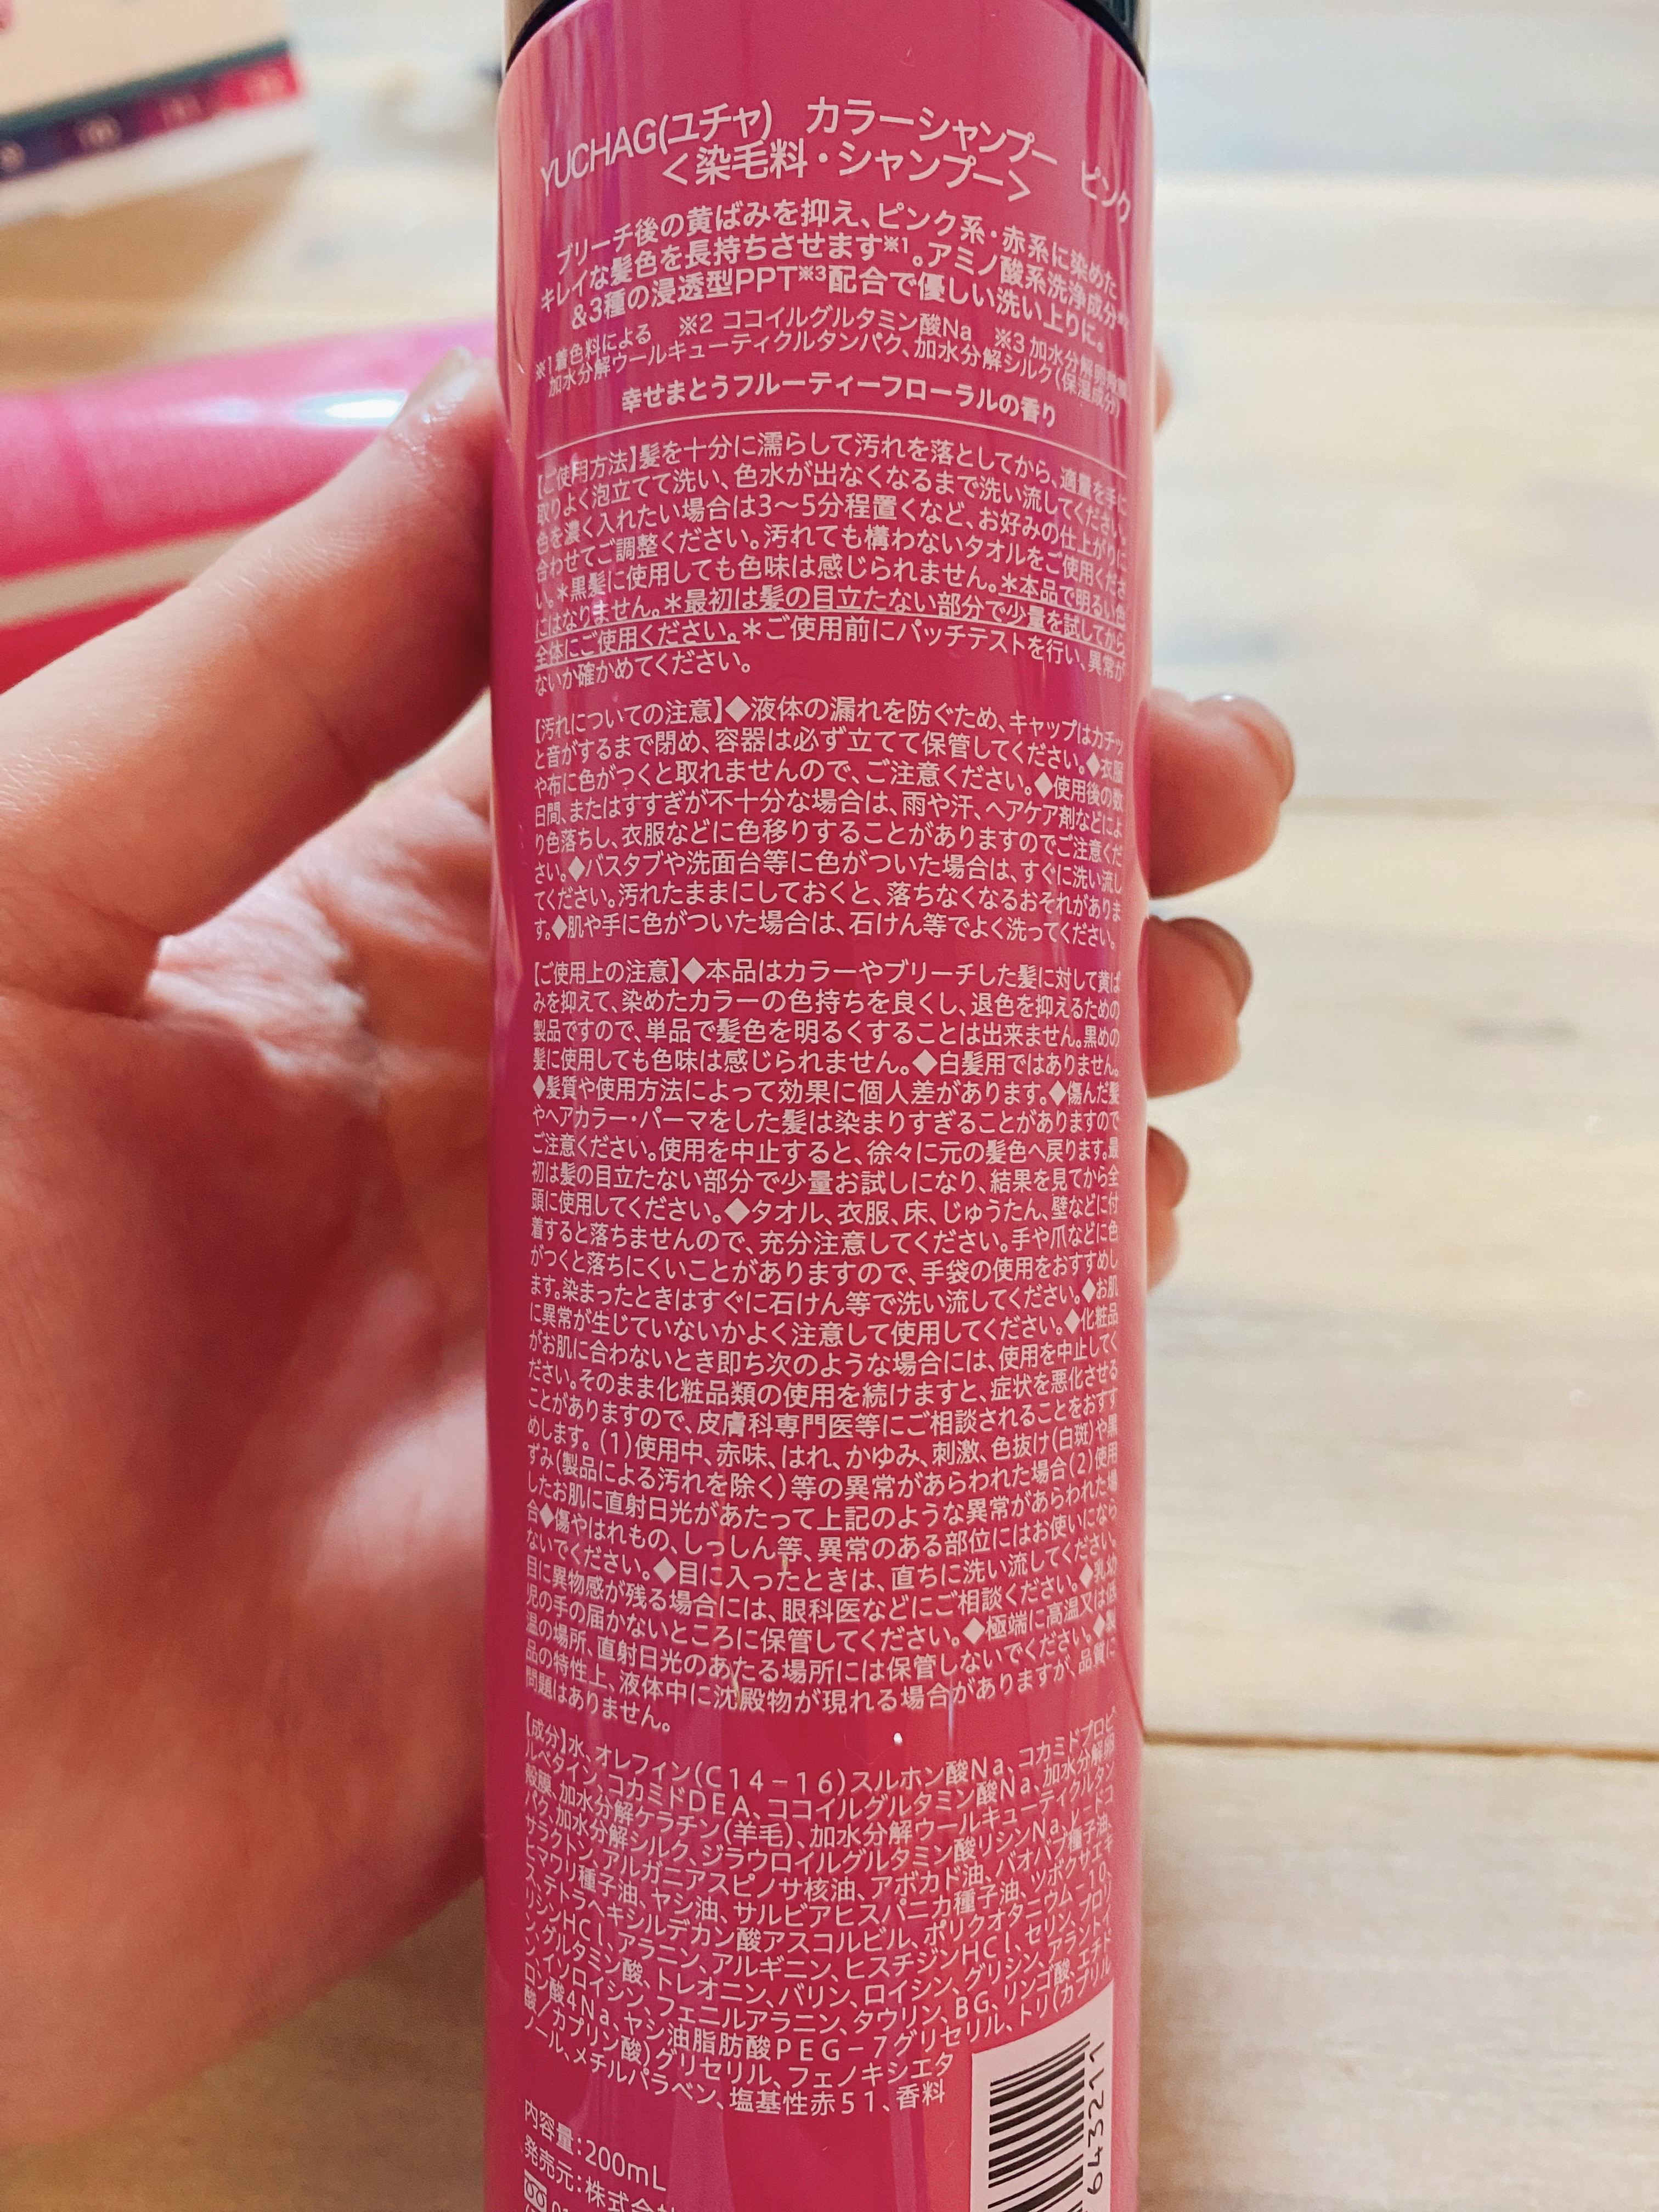 YUCHAG(ユチャ) カラーシャンプー ピンク
<染毛料・シャンプー>
ブリーチ後の黄ばみを抑え、ピンク系・赤系に染めた
キレイな髪色を長持ちさせます※1。アミノ酸系洗浄成分※2
&3種の浸透型PPT※3配合で優しい洗い上りに。
※1着色料による ※2 ココイルグルタミン酸Na ※3 加水分解卵殻膜
加水分解ウールキューティクルタンパク、加水分解シルク(保湿成分)
幸せまとうフルーティーフローラルの香り
【ご使用方法】髪を十分に濡らして汚れを落としてから、適量を手に
取りよく泡立てて洗い、色水が出なくなるまで洗い流してください。
色を濃く入れたい場合は3〜5分程置くなど、お好みの仕上がりに
合わせてご調整ください。汚れても構わないタオルをご使用くださ
い。＊黒髪に使用しても色味は感じられません。＊本品で明るい色
にはなりません。＊最初は髪の目立たない部分で少量を試してから
全体にご使用ください。＊ご使用前にパッチテストを行い、異常が
ないか確かめてください。
【汚れについての注意】◆液体の漏れを防ぐため、キャップはカチッ
と音がするまで閉め、容器は必ず立てて保管してください。◆衣服
や布に色がつくと取れませんので、ご注意ください。◆使用後の数
日間、またはすすぎが不十分な場合は、雨や汗、ヘアケア剤などによ
り色落ちし、衣服などに色移りすることがありますのでご注意くだ
さい。◆バスタブや洗面台等に色がついた場合は、すぐに洗い流し
てください。汚れたままにしておくと、落ちなくなるおそれがありま
す。◆肌や手に色がついた場合は、石けん等でよく洗ってください。
【ご使用上の注意】◆本品はカラーやブリーチした髪に対して黄ば
みを抑えて、染めたカラーの色持ちを良くし、退色を抑えるための
製品ですので、単品で髪色を明るくすることは出来ません。黒めの
髪に使用しても色味は感じられません。◆白髪用ではありません。
◆髪質や使用方法によって効果に個人差があります。◆傷んだ髪
やヘアカラー・パーマをした髪は染まりすぎることがありますので
ご注意ください。使用を中止すると、徐々に元の髪色へ戻ります。最
初は髪の目立たない部分で少量お試しになり、結果を見てから全
頭に使用してください。◆タオル、衣服、床、じゅうたん、壁などに付
着すると落ちませんので、充分注意してください。手や爪などに色
がつくと落ちにくいことがありますので、手袋の使用をおすすめし
ます。染まったときはすぐに石けん等で洗い流してください。◆お肌
に異常が生じていないかよく注意して使用してください。◆化粧品
がお肌に合わないとき即ち次のような場合には、使用を中止してく
ださい。そのまま化粧品類の使用を続けますと、症状を悪化させる
ことがありますので、皮膚科専門医等にご相談されることをおすす
めします。(1)使用中、赤味、はれ、かゆみ、刺激、色抜け(白斑)や黒
ずみ(製品による汚れを除く)等の異常があらわれた場合(2)使用
したお肌に直射日光があたって上記のような異常があらわれた場
合◆傷やはれもの、しっしん等、異常のある部位にはお使いになら
ないでください。◆目に入ったときは、直ちに洗い流してください。
目に異物感が残る場合には、眼科医などにご相談ください。◆乳幼
児の手の届かないところに保管してください。◆極端に高温又は低
温の場所、直射日光のあたる場所には保管しないでください。◆製
品の特性上、液体中に沈殿物が現れる場合がありますが、品質に
問題はありません。
【成分】水、オレフィン(C14-16)スルホン酸Na、コカミドプロピ
ルベタイン、コカミドDEA、ココイルグルタミン酸Na、加水分解卵
殻膜、加水分解ケラチン(羊毛)、加水分解ウールキューティクルタン
パク、加水分解シルク、ジラウロイルグルタミン酸リシンNa、ヒドコ
サラクトン、アルガニアスピノサ核油、アボカド油、バオバブ種子油、
ヒマワリ種子油、ヤシ油、サルビアヒスパニカ種子油、ツボクサエキ
ス、テトラヘキシルデカン酸アスコルビル、ポリクオタニウム-10、
リシンHCl、アラニン、アルギニン、ヒスチジンHCl、セリン、プロリ
ン、グルタミン酸、トレオニン、バリン、ロイシン、グリシン、アラントイ
ン、イソロイシン、フェニルアラニン、タウリン、BG、リンゴ酸、エチド
ロン酸4Na、ヤシ油脂肪酸PEG-7グリセリル、トリ(カプリル
酸/カプリン酸)グリセリル、フェノキシエタ
ノール、メチルパラベン、塩基性赤51、香料
内容量:200mL
発売元:株式会社
643211